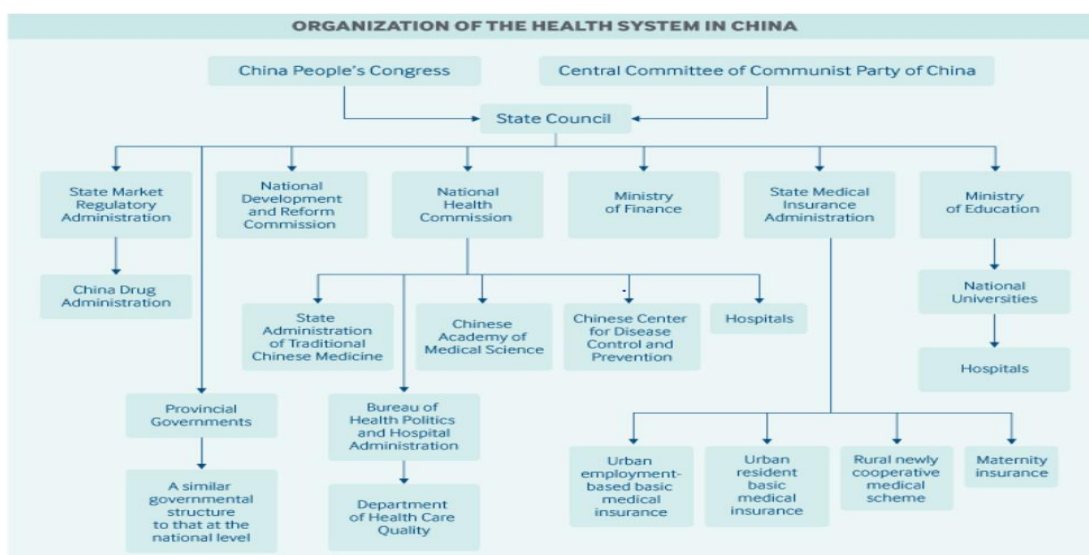 ORGANIZATION OF THE HEALTH SYSTEM IN CHINA
China People's Congress
Central Committee of Communist Party of China
State Council
State Market
Regulatory
Administration
National
Development
and Reform
Commission
National
Health
Commission
Ministry
of Finance
State Medical
Insurance
Administration
Ministry
of Education
China Drug
Administration
National
Universities
State
Administration
of Traditional
Chinese Medicine
Chinese
Academy of
Medical Science
Chinese Center
for Disease
Control and
Prevention
Hospitals
Hospitals
Provincial
Governments
Bureau of
Health Politics
and Hospital
Administration
Urban
employment-
based basic
medical
insurance
Urban
resident
basic
medical
insurance
Rural newly
cooperative
medical
scheme
Maternity
insurance
A similar
governmental
structure
to that at the
national level
Department
of Health Care
Quality